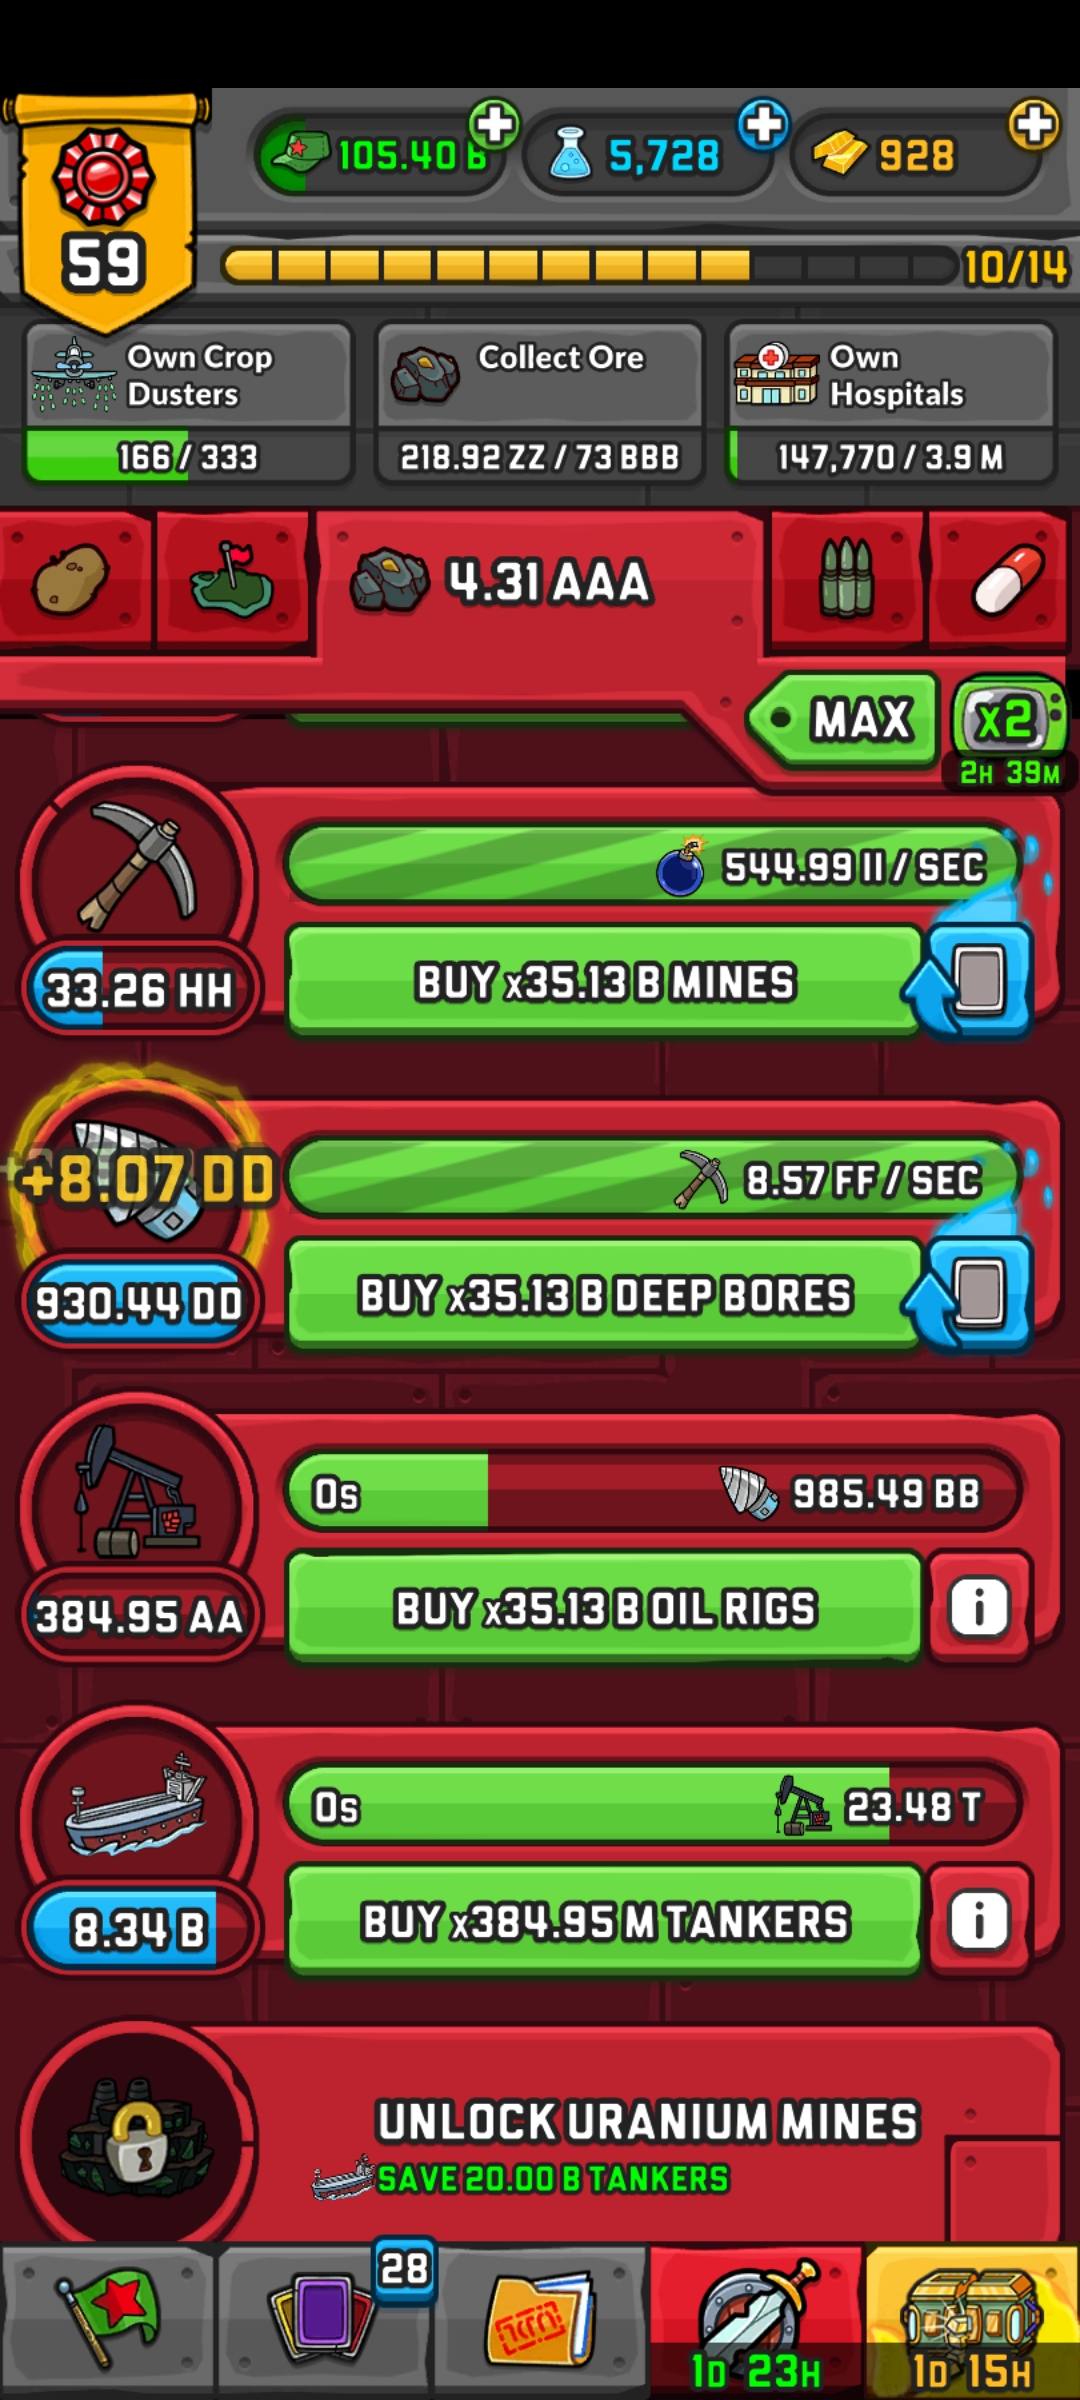 105.40 B
5,728
928
59
10/14
Own Crop
Dusters
166 / 333
Collect Ore
218.92 ZZ / 73 BBB
Own
Hospitals
147,770 / 3.9 M
4.31 AAA
MAX
x2
2H 39M
544.99 II / SEC
33.26 HH
BUY x35.13 B MINES
+8.07 DD
8.57 FF / SEC
930.44 DD
BUY x35.13 B DEEP BORES
0s
985.49 BB
384.95 AA
BUY x35.13 B OIL RIGS
i
0s
23.48 T
8.34 B
BUY x384.95 M TANKERS
i
UNLOCK URANIUM MINES
SAVE 20.00 B TANKERS
28
1D 23H
1D 15H